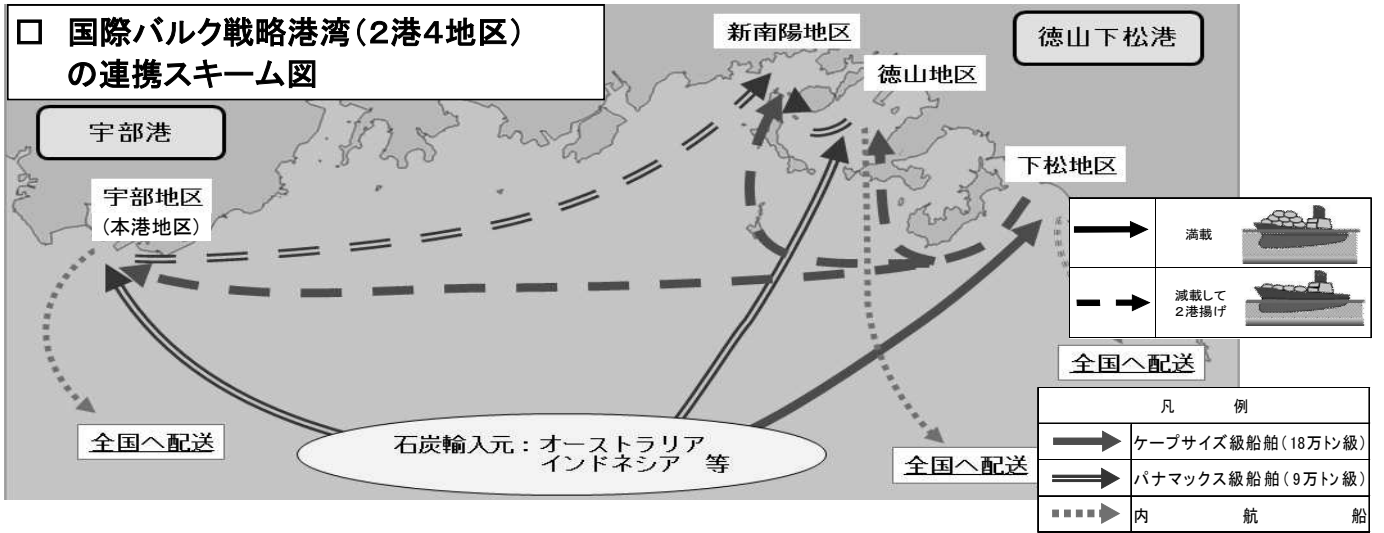 □ 国際バルク戦略港湾(2港4地区)
の連携スキーム図
新南陽地区
徳山下松港
徳山地区
宇部港
下松地区
宇部地区
(本港地区)
満載
減載して
2港揚げ
全国へ配送
凡 例
ケープサイズ級船舶(18万トン級)
パナマックス級船舶(9万トン級)
内 航 船
全国へ配送
石炭輸入元:オーストラリア
インドネシア 等
全国へ配送